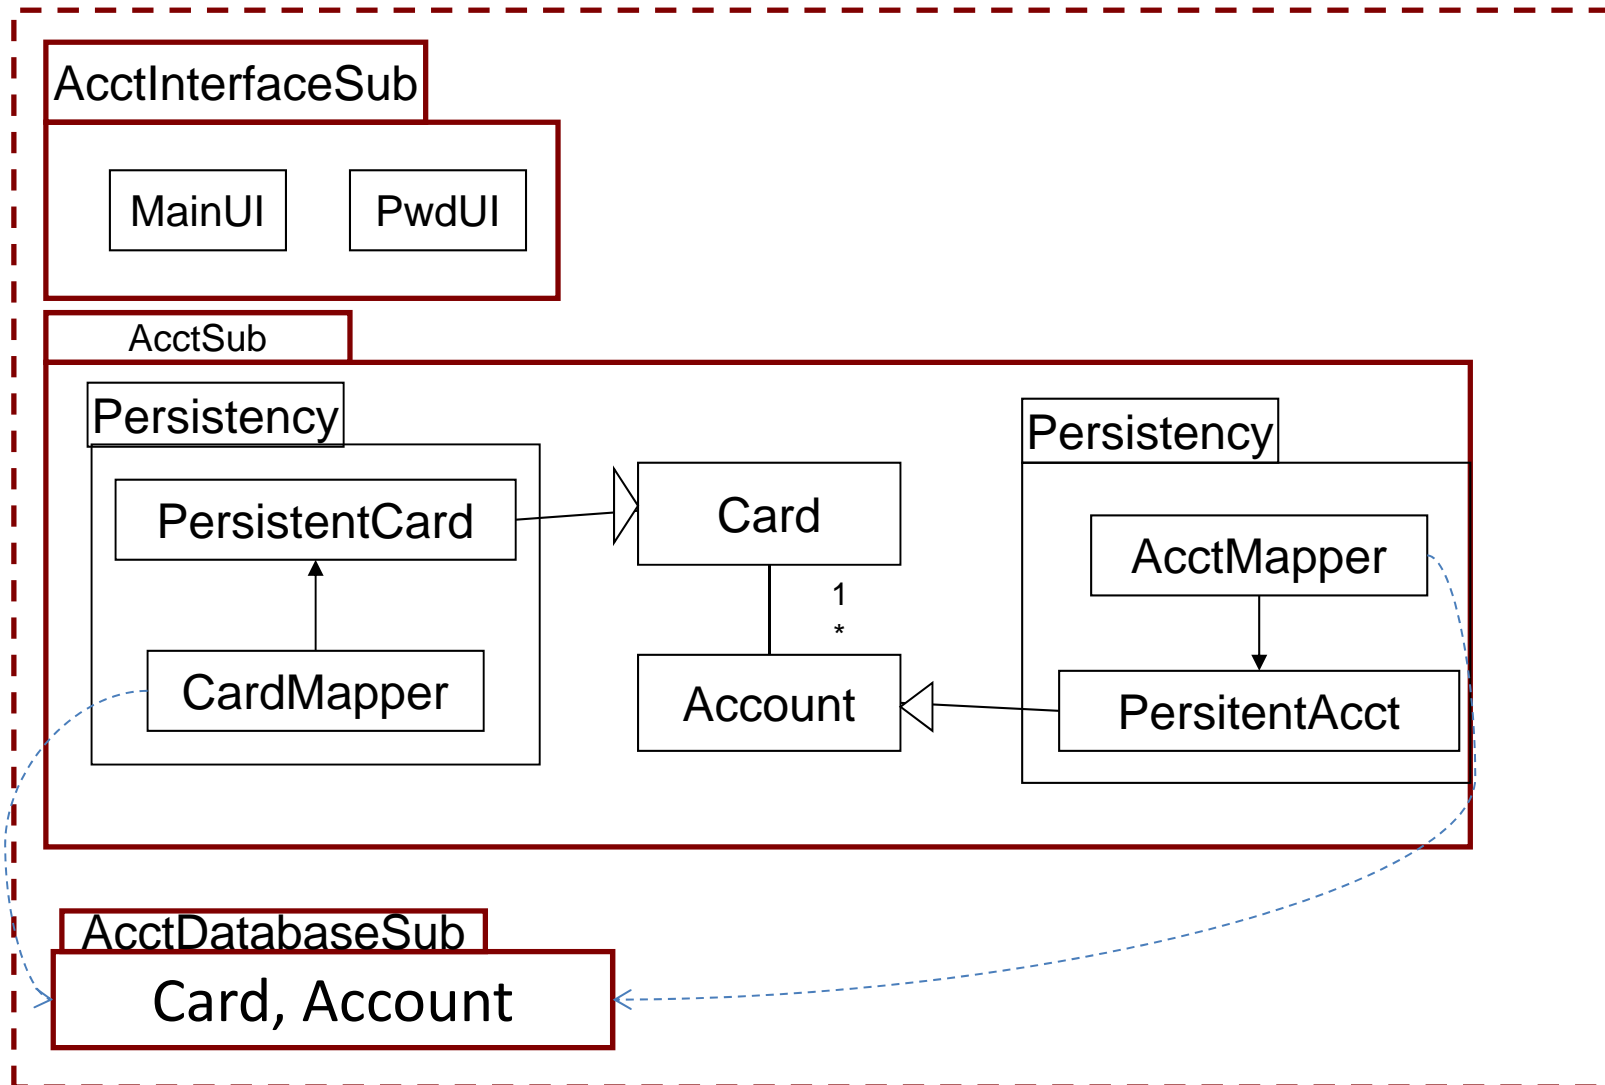 AcctInterfaceSub
MainUI
PwdUI
AcctSub
Persistency
PersistentCard
CardMapper
Card
1
*
Account
Persistency
AcctMapper
PersitentAcct
AcctDatabaseSub
Card, Account